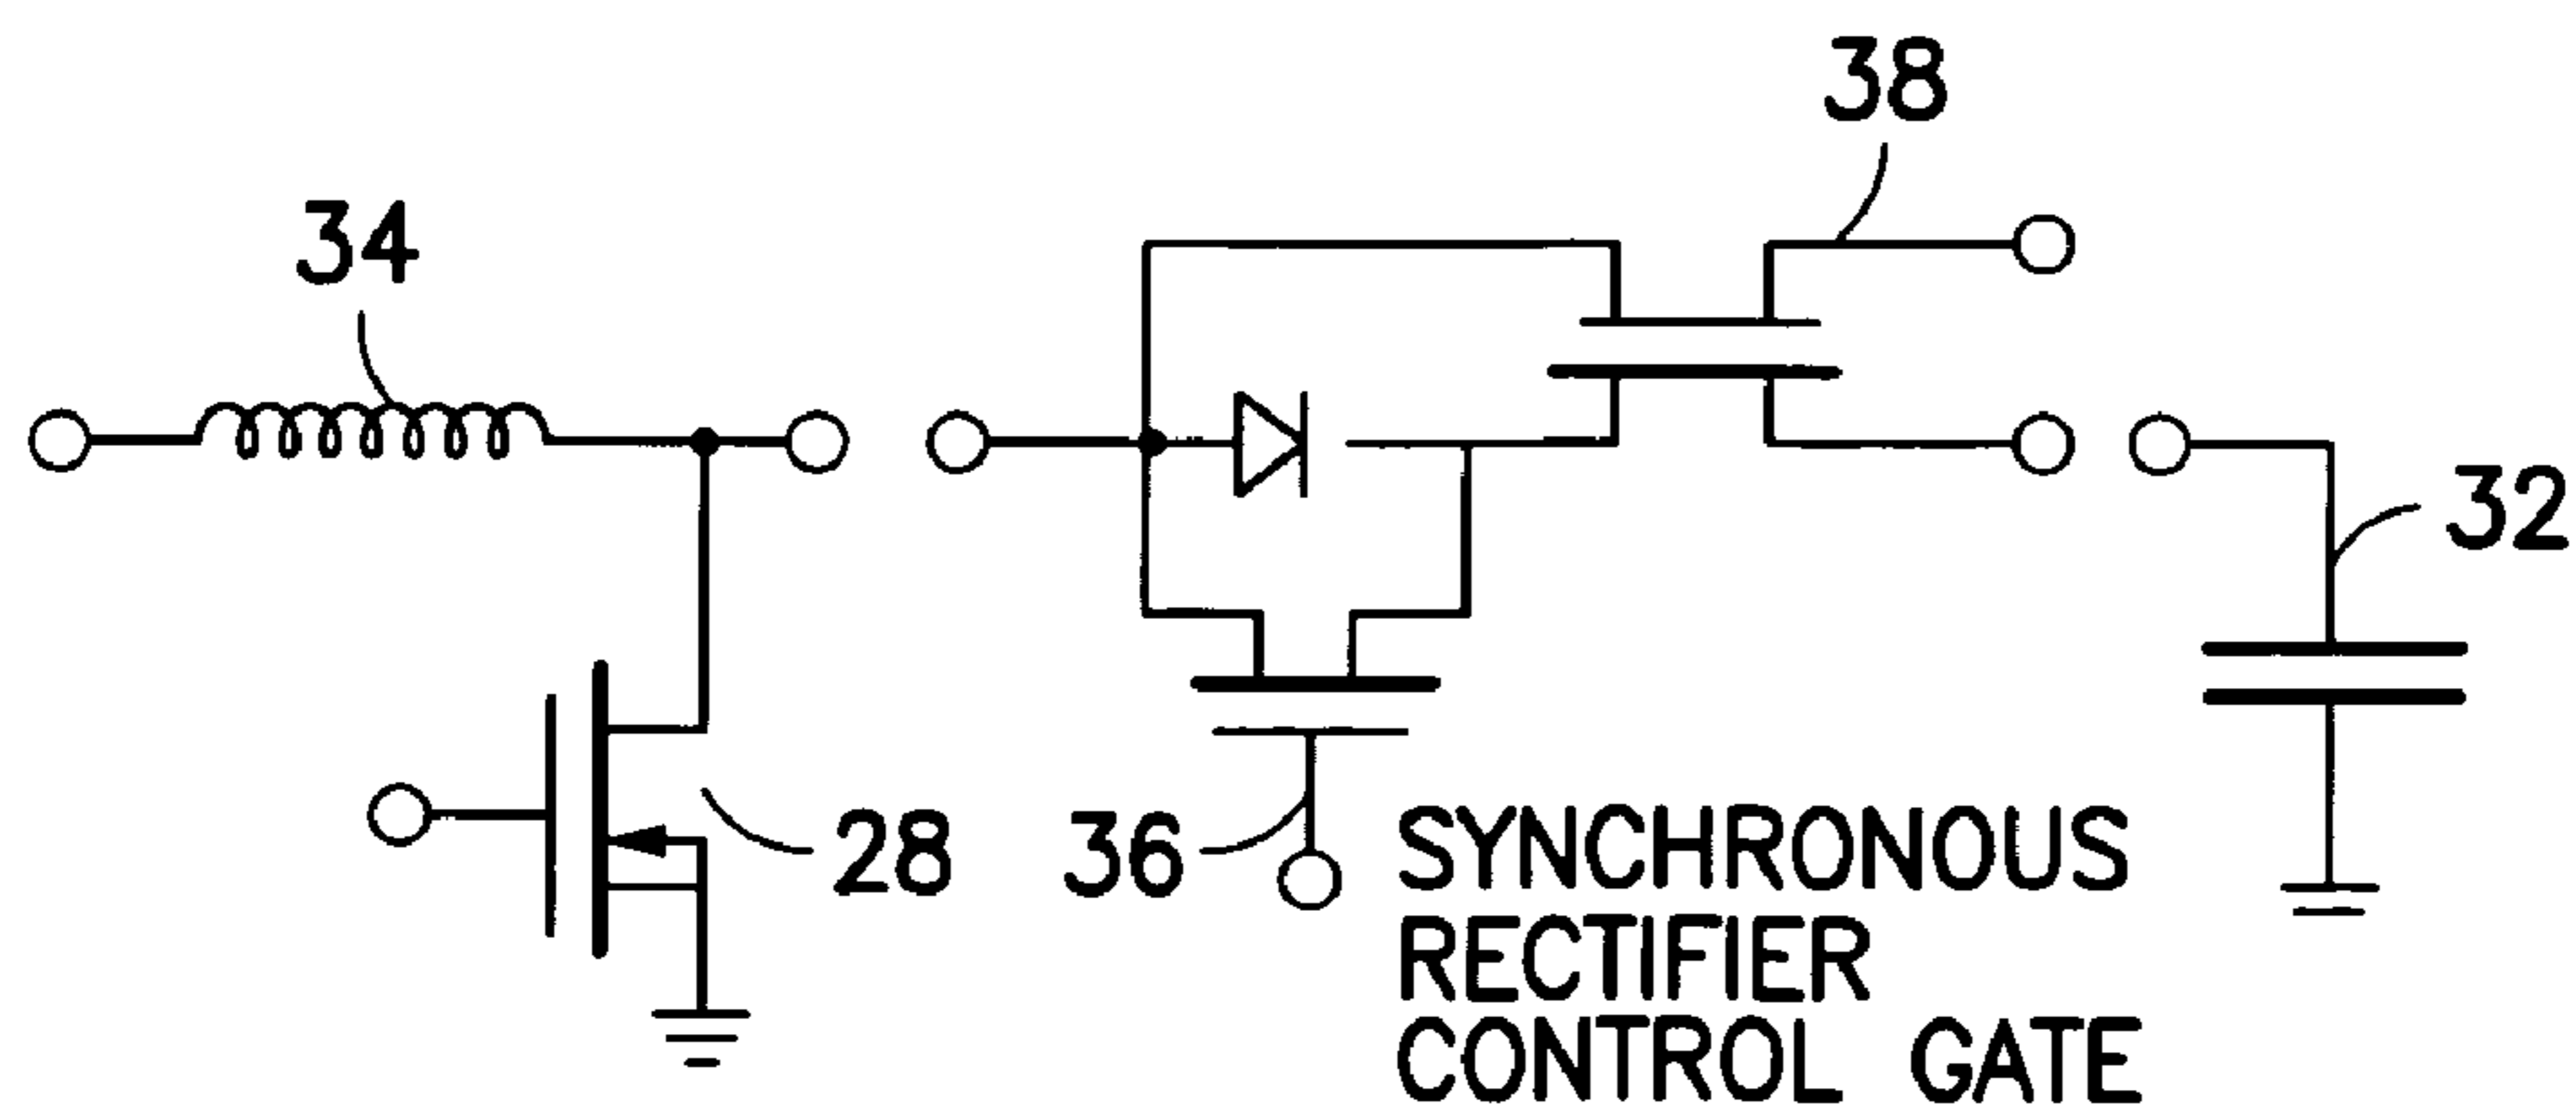 38
34
32
28
36
SYNCHRONOUS
RECTIFIER
CONTROL GATE